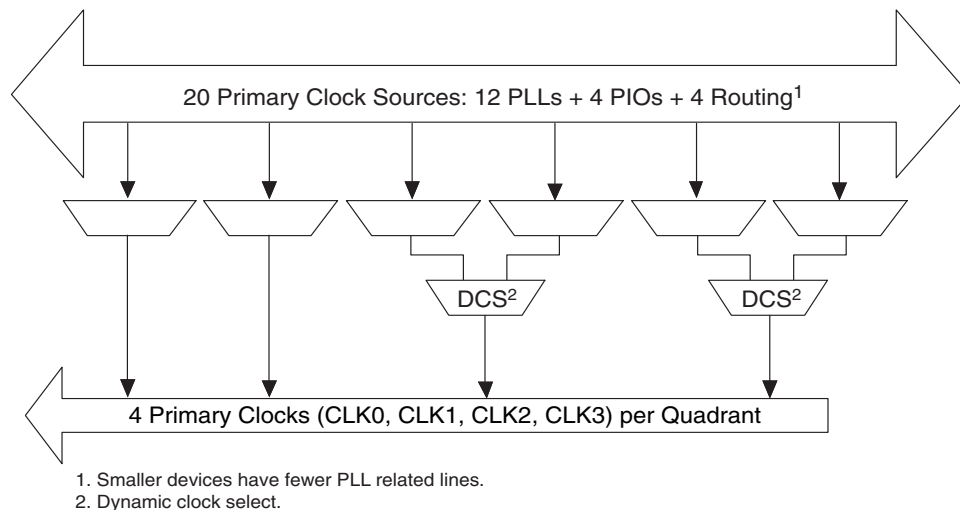 20 Primary Clock Sources: 12 PLLs + 4 PIOs + 4 Routing¹
DCS² DCS²
4 Primary Clocks (CLK0, CLK1, CLK2, CLK3) per Quadrant
1. Smaller devices have fewer PLL related lines.
2. Dynamic clock select.